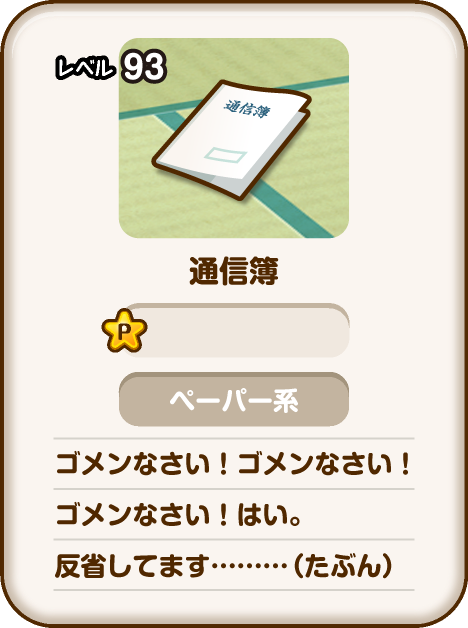 レベル 93
通信簿
通信簿
P
ペーパー系
ゴメンなさい！ゴメンなさい！
ゴメンなさい！はい。
反省してます………（たぶん）